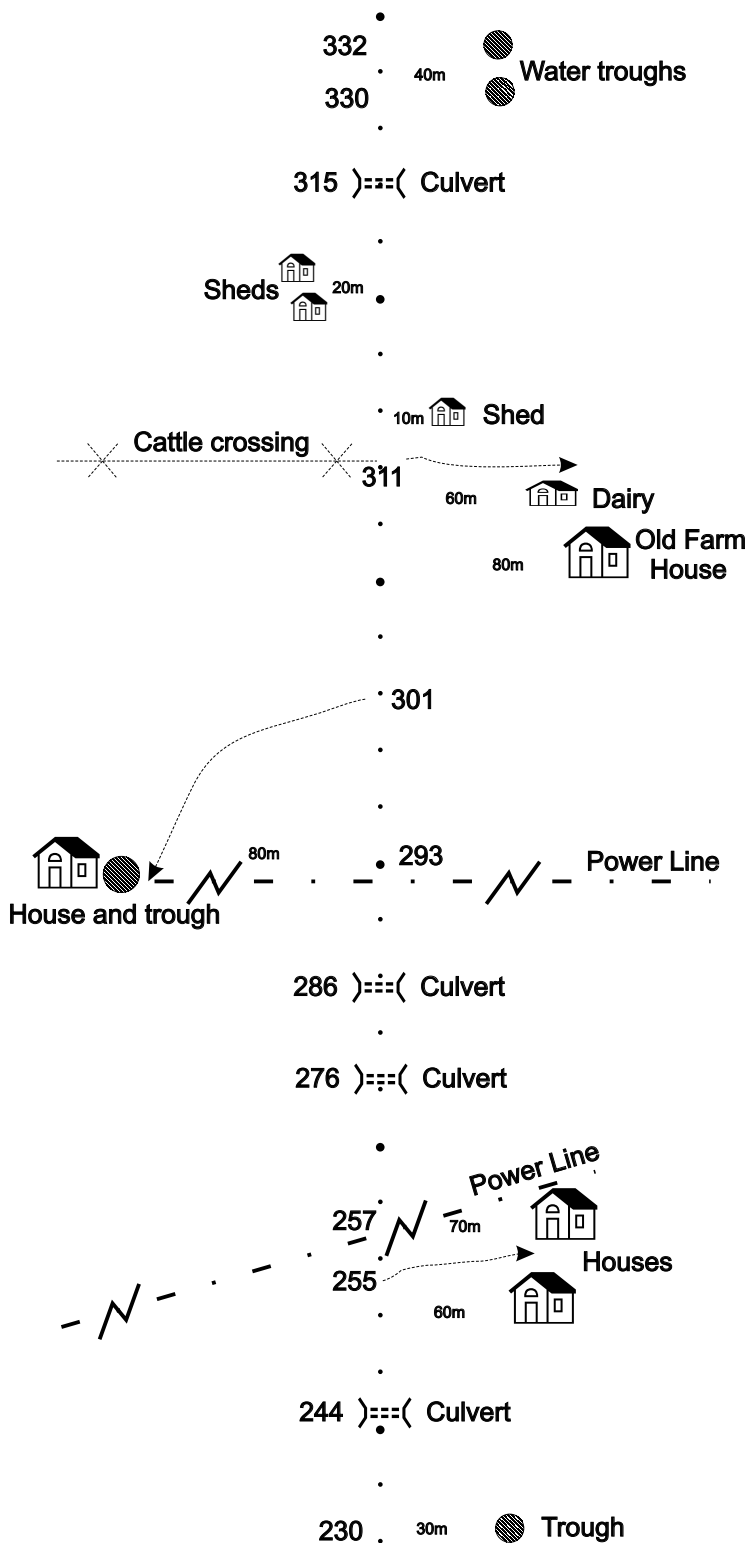 332
40m
Water troughs
330
315
Culvert
Sheds
20m
10m
Shed
Cattle crossing
311
60m
Dairy
80m
Old Farm
House
301
80m
293
Power Line
House and trough
286
Culvert
276
Culvert
Power Line
257
70m
Houses
255
60m
244
Culvert
230
30m
Trough